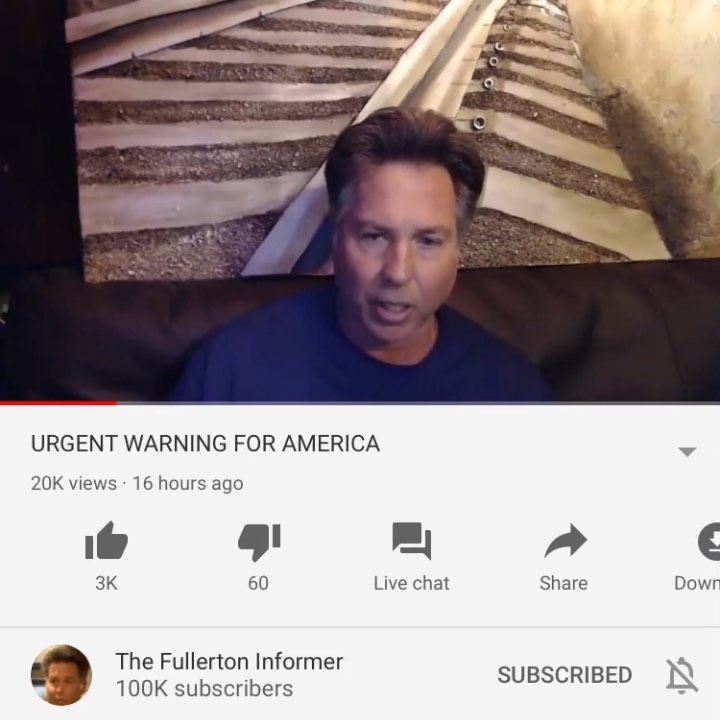 URGENT WARNING FOR AMERICA
20K views · 16 hours ago
3K
60
Live chat
Share
Down
The Fullerton Informer
100K subscribers
SUBSCRIBED